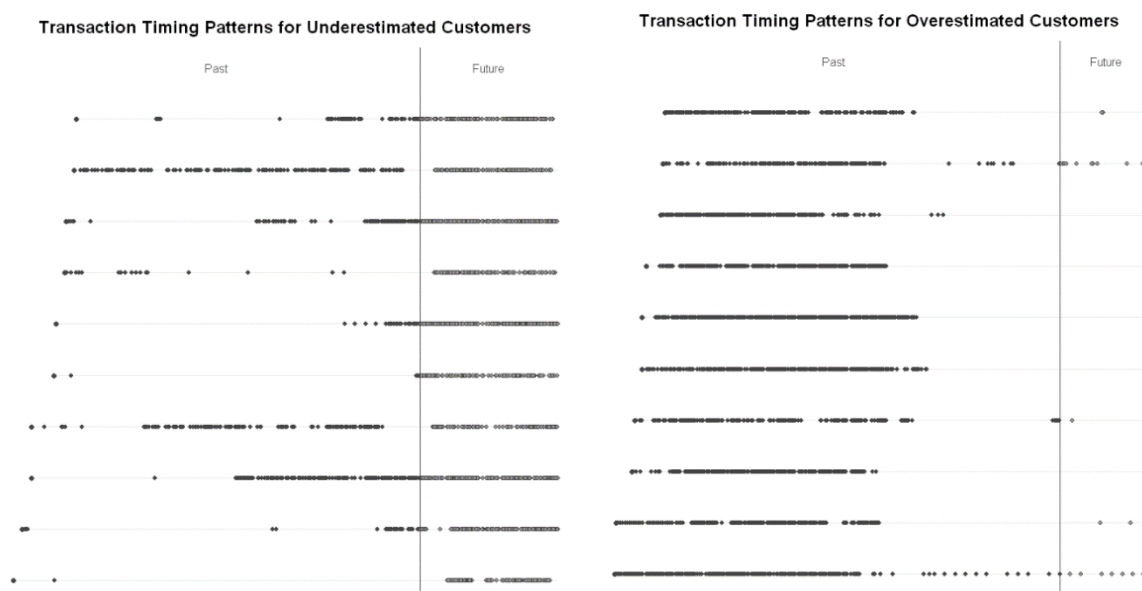 Transaction Timing Patterns for Underestimated Customers
Past
Future
Transaction Timing Patterns for Overestimated Customers
Past
Future